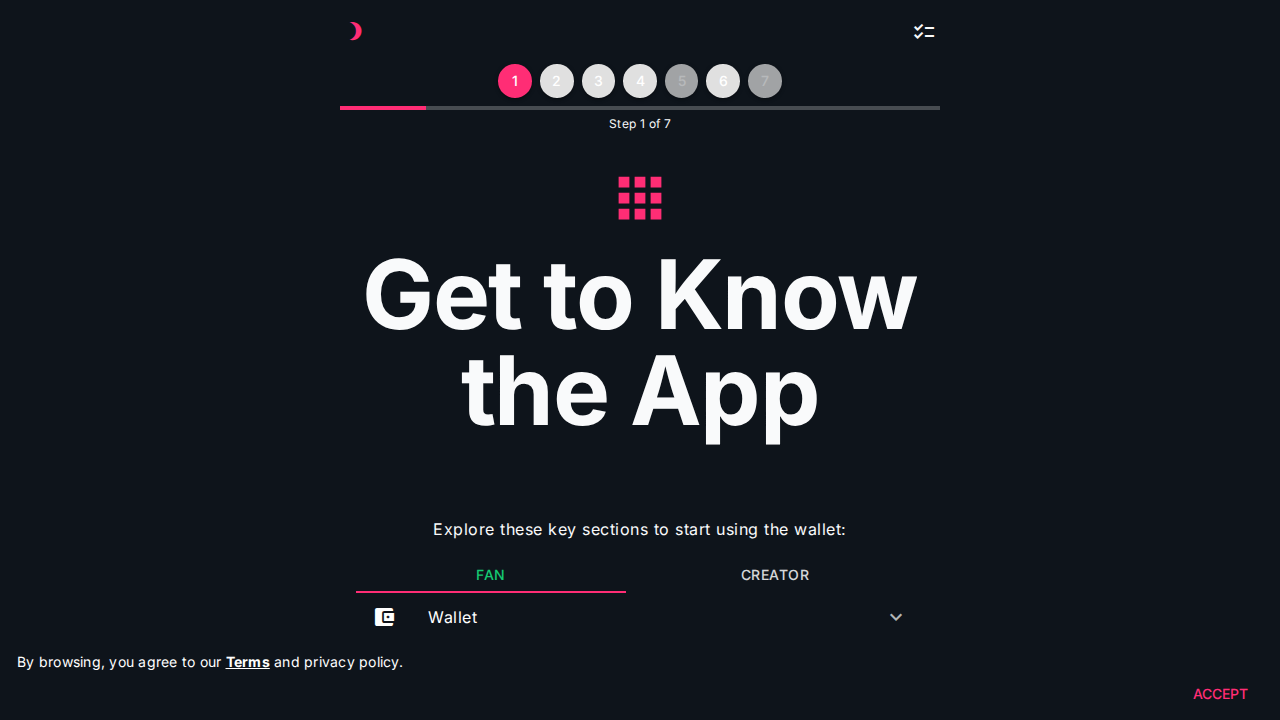 1 2 3 4 5 6 7
Step 1 of 7
Get to Know
the App
Explore these key sections to start using the wallet:
FAN CREATOR
Wallet
By browsing, you agree to our Terms and privacy policy.
ACCEPT